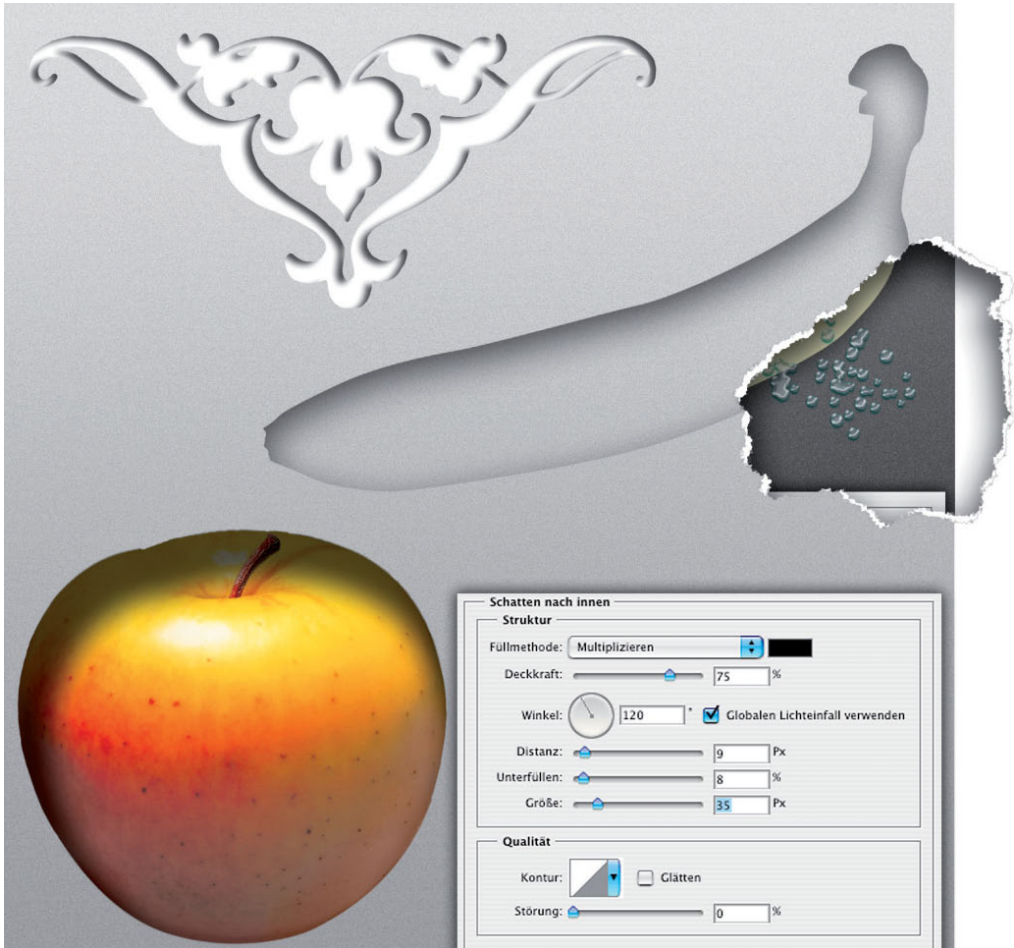 Schatten nach innen
Struktur
Füllmethode: Multiplizieren
Deckkraft: 75 %
Winkel: 120 ° Globalen Lichteinfall verwenden
Distanz: 9 Px
Unterfüllen: 8 %
Größe: 35 Px
Qualität
Kontur: Glätten
Störung: 0 %